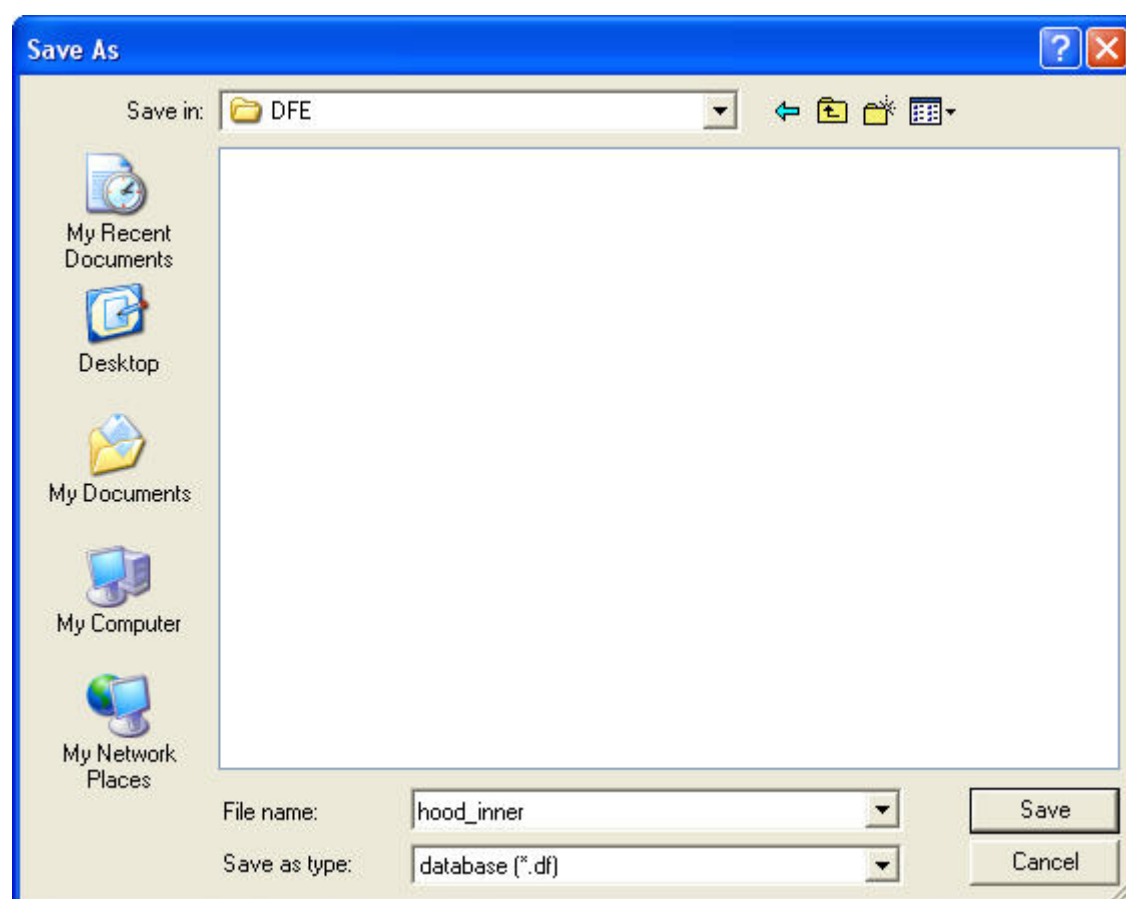 Save As
Save in:
DFE
My Recent
Documents
Desktop
My Documents
My Computer
My Network
Places
File name:
hood_inner
Save
Save as type:
database (*.df)
Cancel